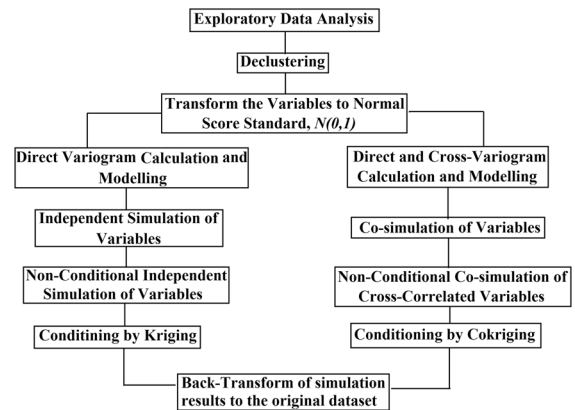 Exploratory Data Analysis
Declustering
Transform the Variables to Normal
Score Standard, N(0,1)
Direct Variogram Calculation and
Modelling
Independent Simulation of
Variables
Non-Conditional Independent
Simulation of Variables
Conditining by Kriging
Direct and Cross-Variogram
Calculation and Modelling
Co-simulation of Variables
Non-Conditional Co-simulation of
Cross-Correlated Variables
Conditioning by Cokriging
Back-Transform of simulation
results to the original dataset